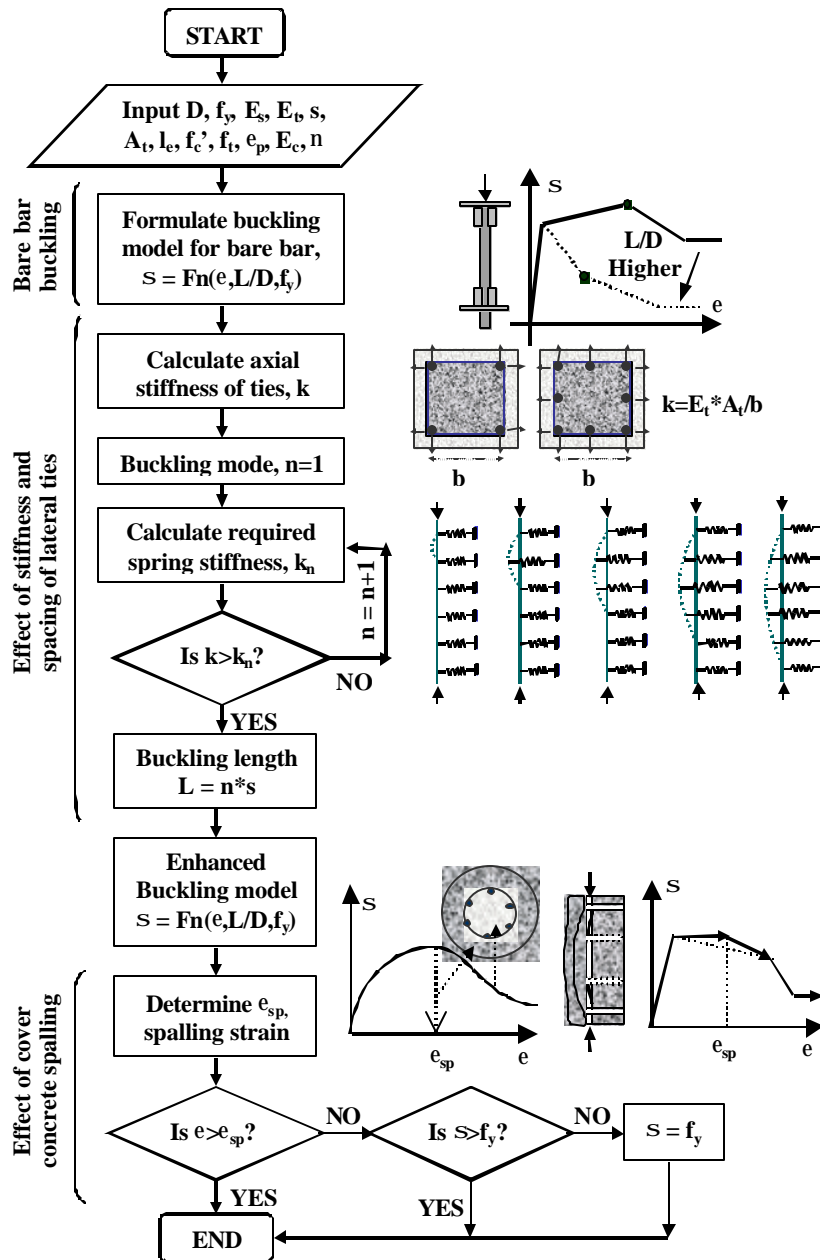 START
Input D, fy, Es, Et, s,
At, le, fc’, ft, ep, Ec, n
Bare bar
buckling
Formulate buckling
model for bare bar,
s = Fn(e,L/D,fy)
s
L/D
Higher
e
Effect of stiffness and
spacing of lateral ties
Calculate axial
stiffness of ties, k
k=Et*At/b
b
b
Buckling mode, n=1
Calculate required
spring stiffness, kn
n = n+1
Is k>kn?
NO
YES
Buckling length
L = n*s
Enhanced
Buckling model
s = Fn(e,L/D,fy)
s
esp
e
s
esp
e
Effect of cover
concrete spalling
Determine esp,
spalling strain
Is e>esp?
NO
Is s>fy?
NO
s = fy
YES
YES
END